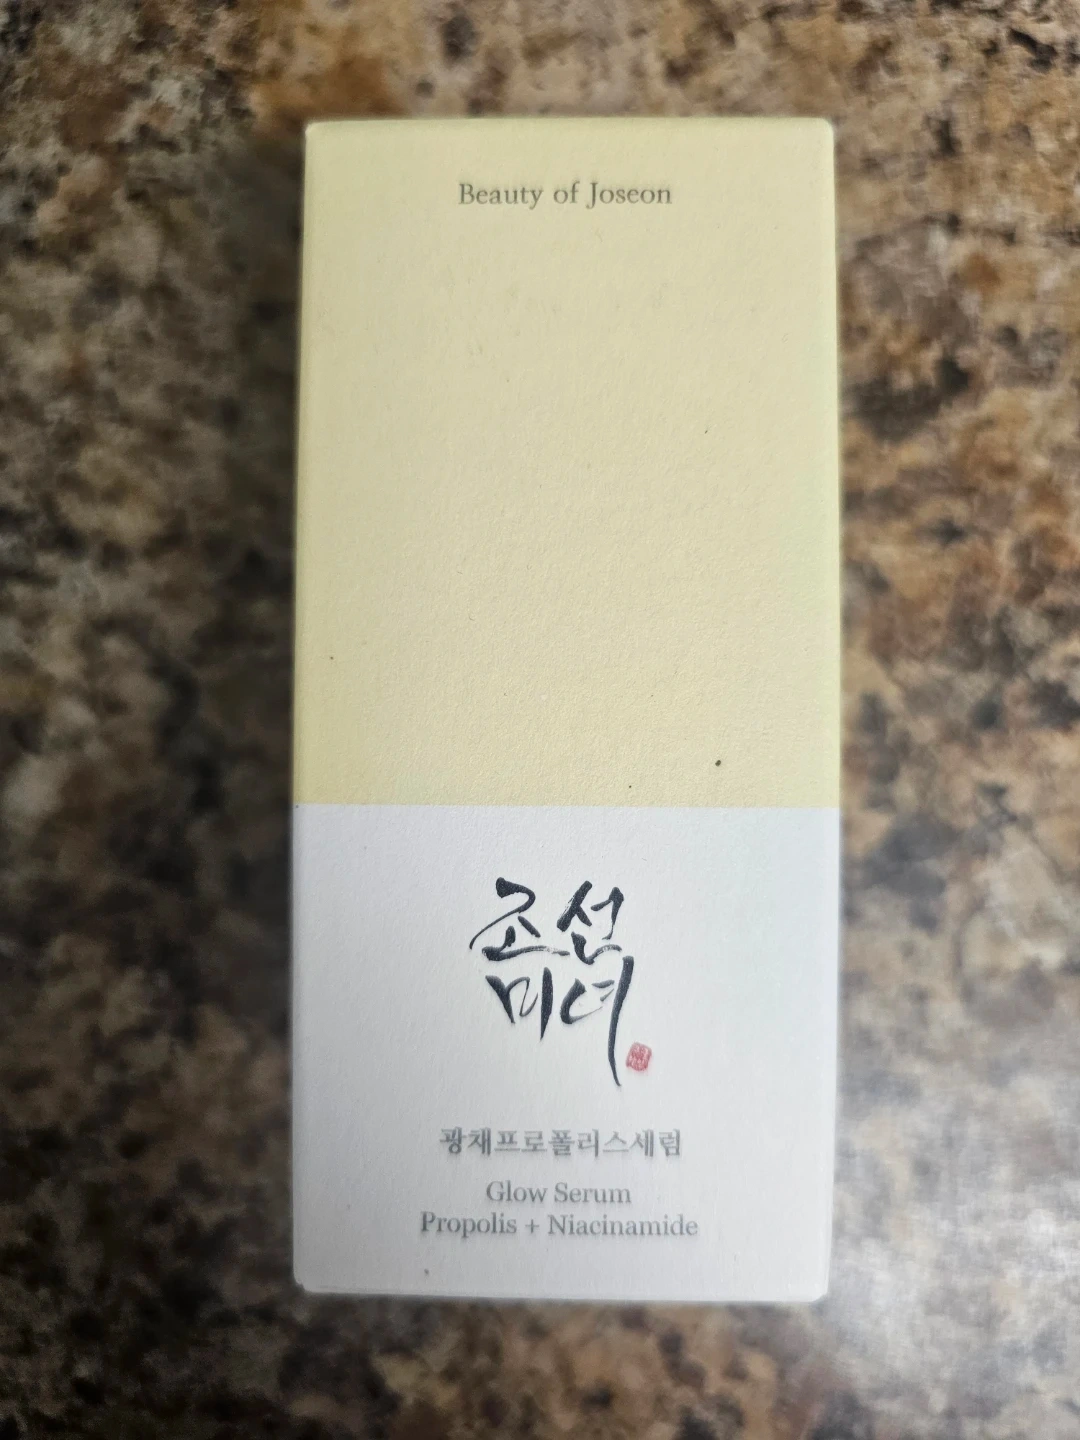 Beauty of Joseon
조선
미녀
광채프로폴리스세럼
Glow Serum
Propolis + Niacinamide